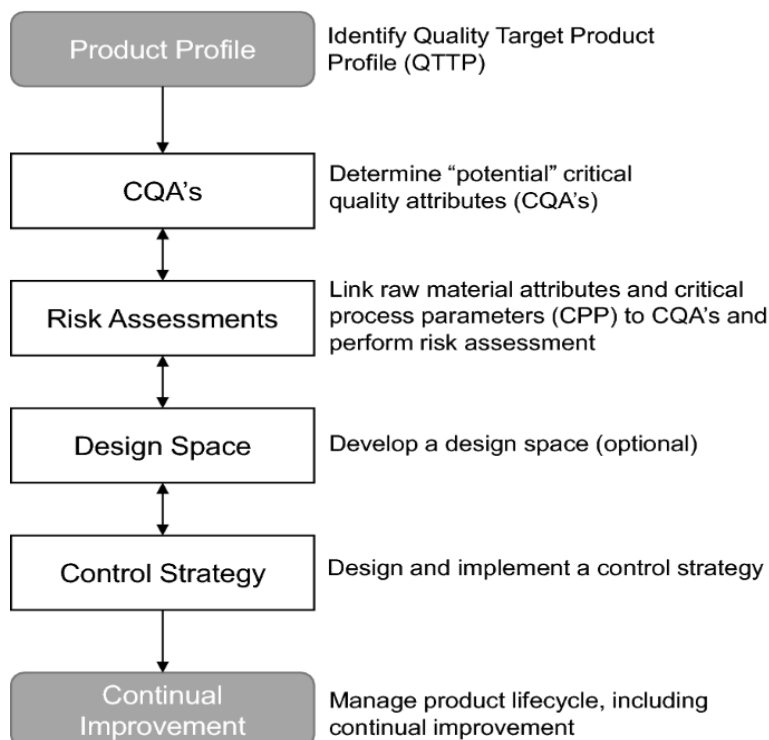 Product Profile
Identify Quality Target Product
Profile (QTTP)
CQA's
Determine “potential” critical
quality attributes (CQA's)
Risk Assessments
Link raw material attributes and critical
process parameters (CPP) to CQA's and
perform risk assessment
Design Space
Develop a design space (optional)
Control Strategy
Design and implement a control strategy
Continual
Improvement
Manage product lifecycle, including
continual improvement